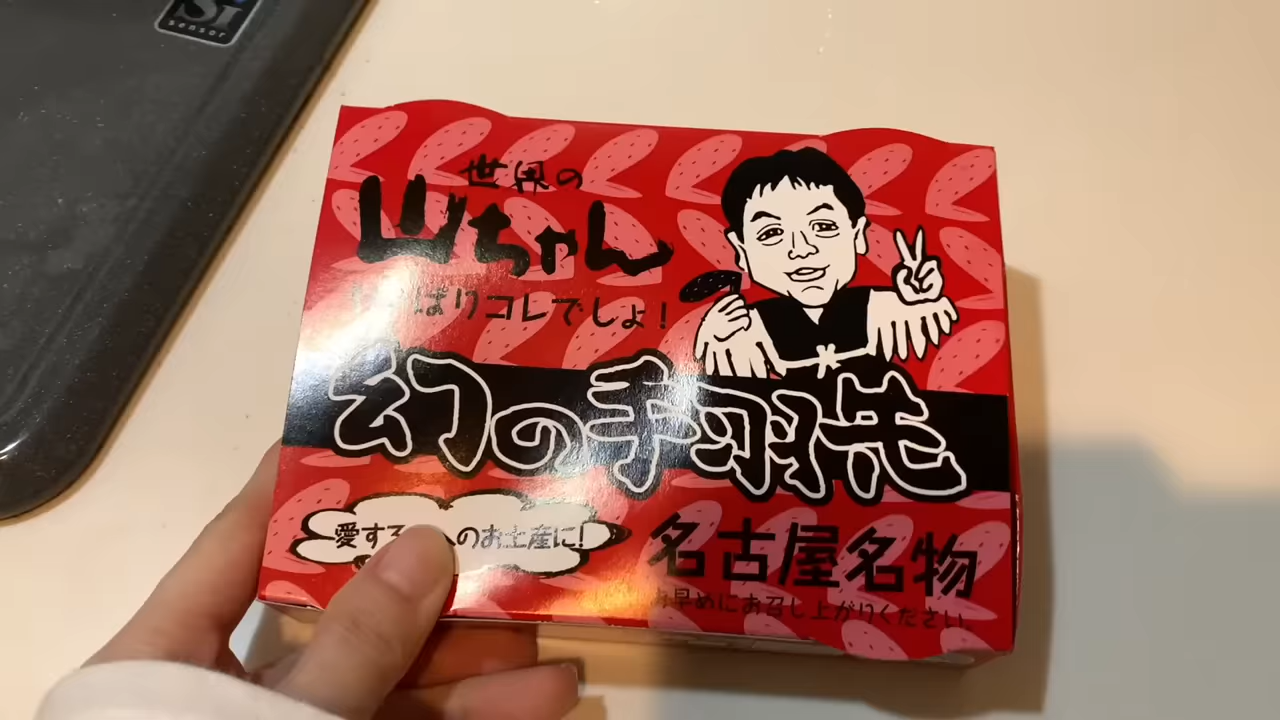 Si
sensor
世界の
山ちゃん
ぱりコレでしょ!
幻の手羽先
愛する のお土産に!
名古屋名物
お早めにお召し上がりください。